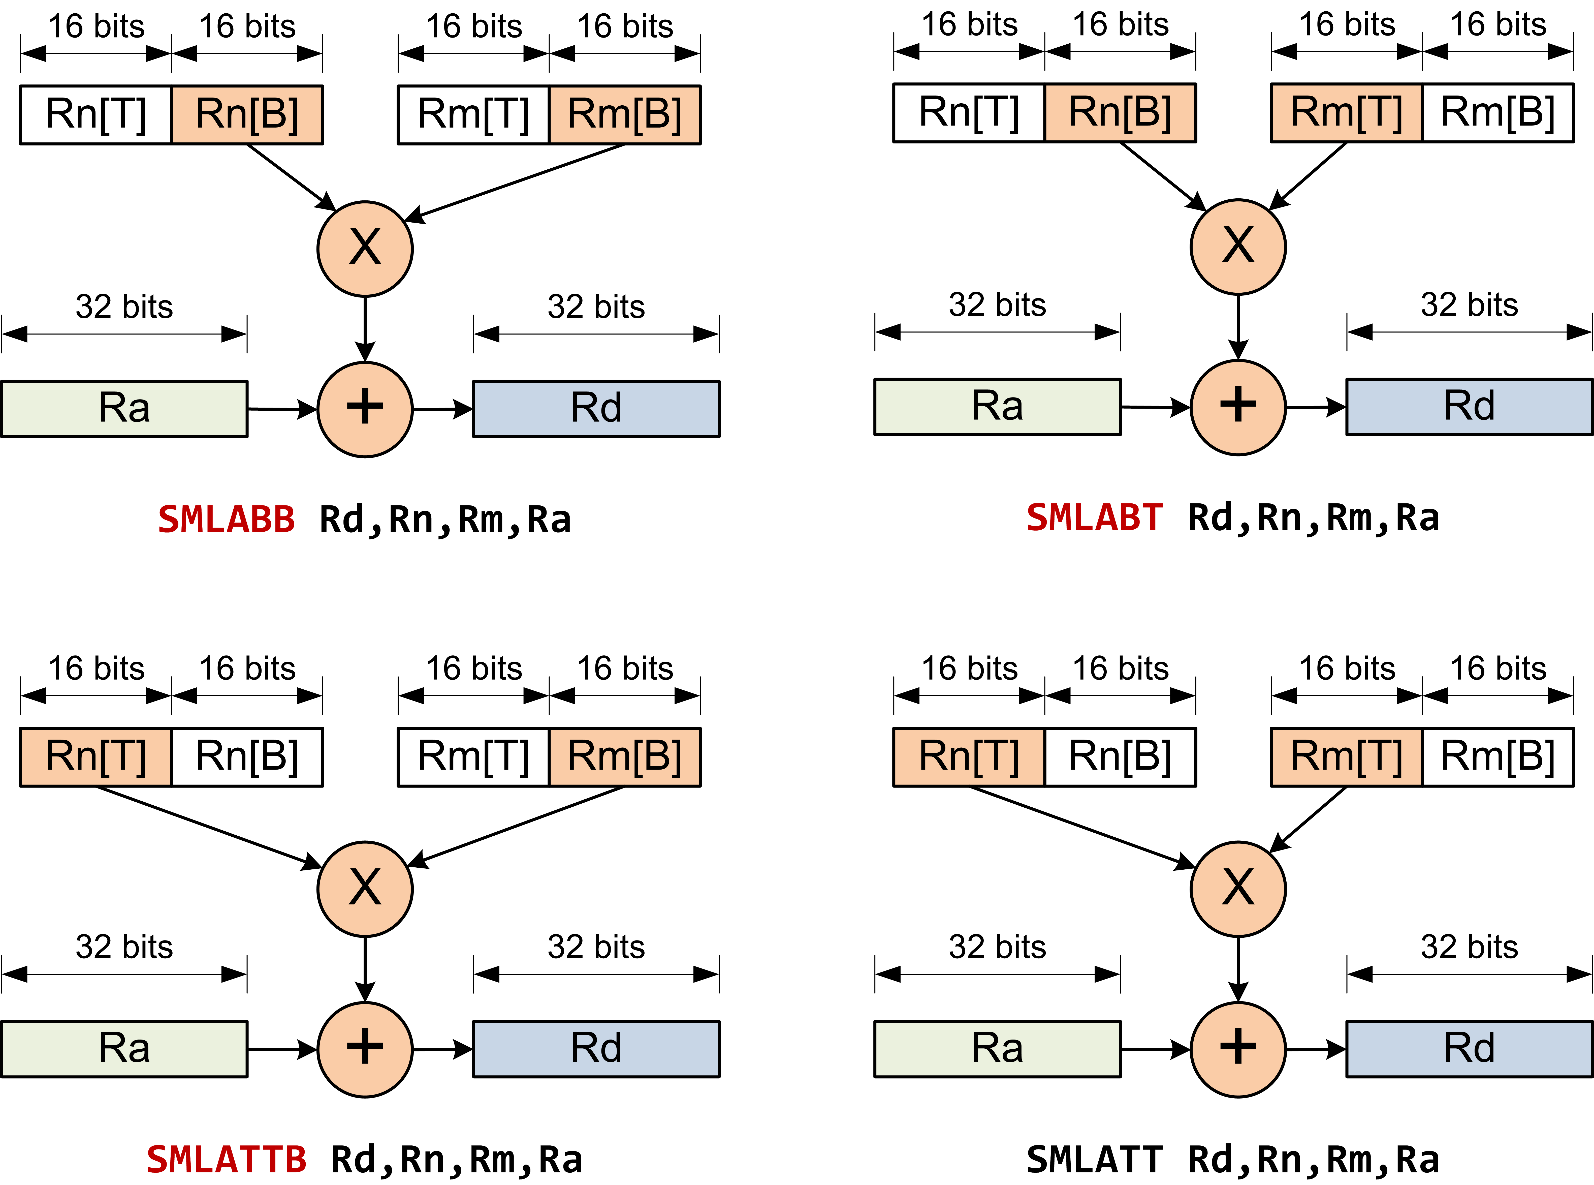 16 bits 16 bits 16 bits 16 bits
Rn[T] Rn[B] Rm[T] Rm[B]
X
32 bits 32 bits
Ra + Rd
SMLABB Rd,Rn,Rm,Ra
16 bits 16 bits 16 bits 16 bits
Rn[T] Rn[B] Rm[T] Rm[B]
X
32 bits 32 bits
Ra + Rd
SMLABT Rd,Rn,Rm,Ra
16 bits 16 bits 16 bits 16 bits
Rn[T] Rn[B] Rm[T] Rm[B]
X
32 bits 32 bits
Ra + Rd
SMLATTB Rd,Rn,Rm,Ra
16 bits 16 bits 16 bits 16 bits
Rn[T] Rn[B] Rm[T] Rm[B]
X
32 bits 32 bits
Ra + Rd
SMLATT Rd,Rn,Rm,Ra